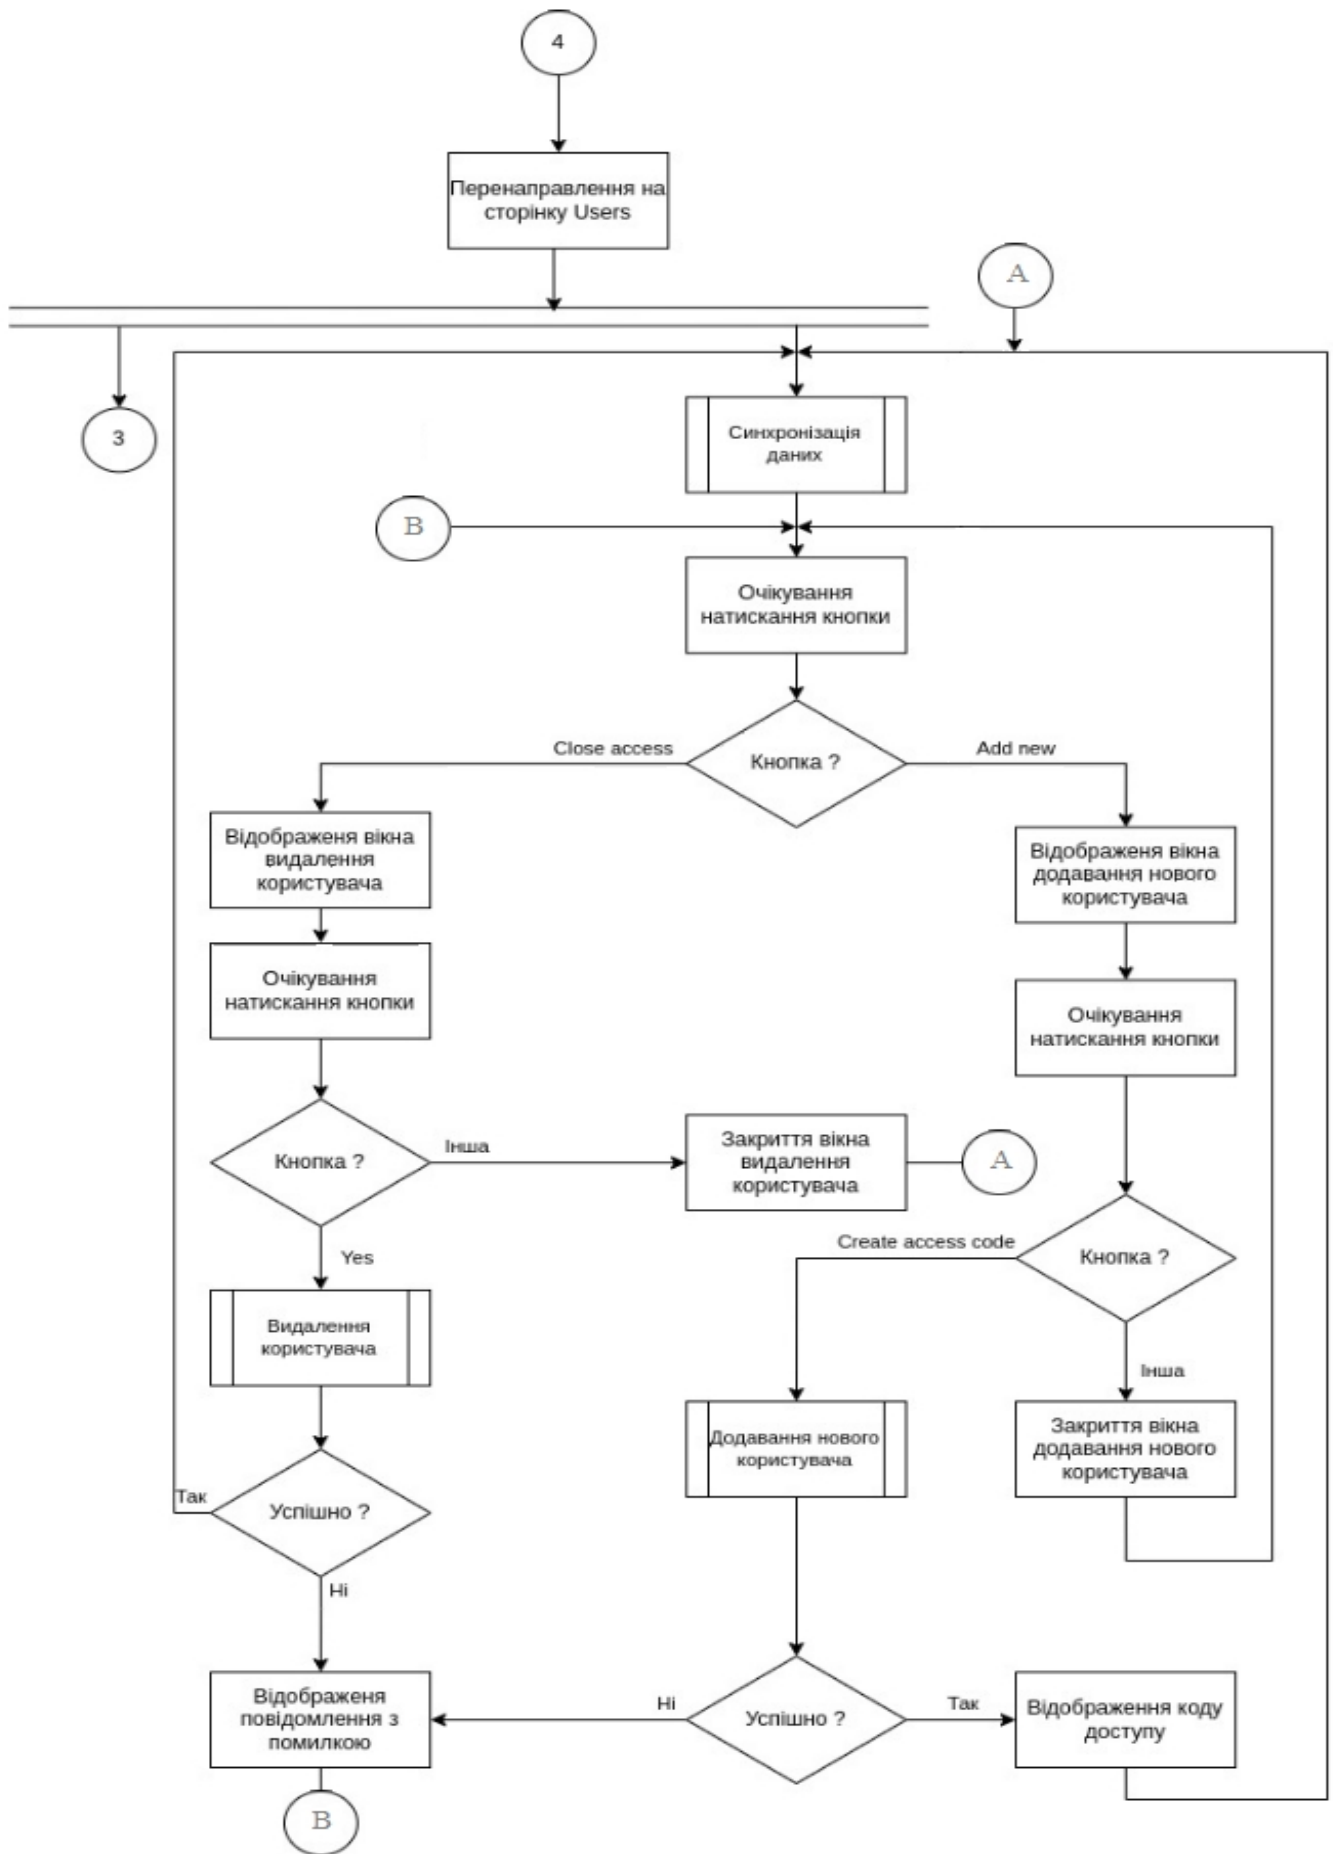 4
Перенаправлення на
сторінку Users
A
3
Синхронізація
даних
B
Очікування
натискання кнопки
Close access
Кнопка ?
Add new
Відображеня вікна
видалення
користувача
Відображеня вікна
додавання нового
користувача
Очікування
натискання кнопки
Очікування
натискання кнопки
Кнопка ?
Інша
Закриття вікна
видалення
користувача
A
Yes
Create access code
Кнопка ?
Видалення
користувача
Інша
Додавання нового
користувача
Закриття вікна
додавання нового
користувача
Так
Успішно ?
Ні
Відображеня
повідомлення з
помилкою
Ні
Успішно ?
Так
Відображення коду
доступу
B